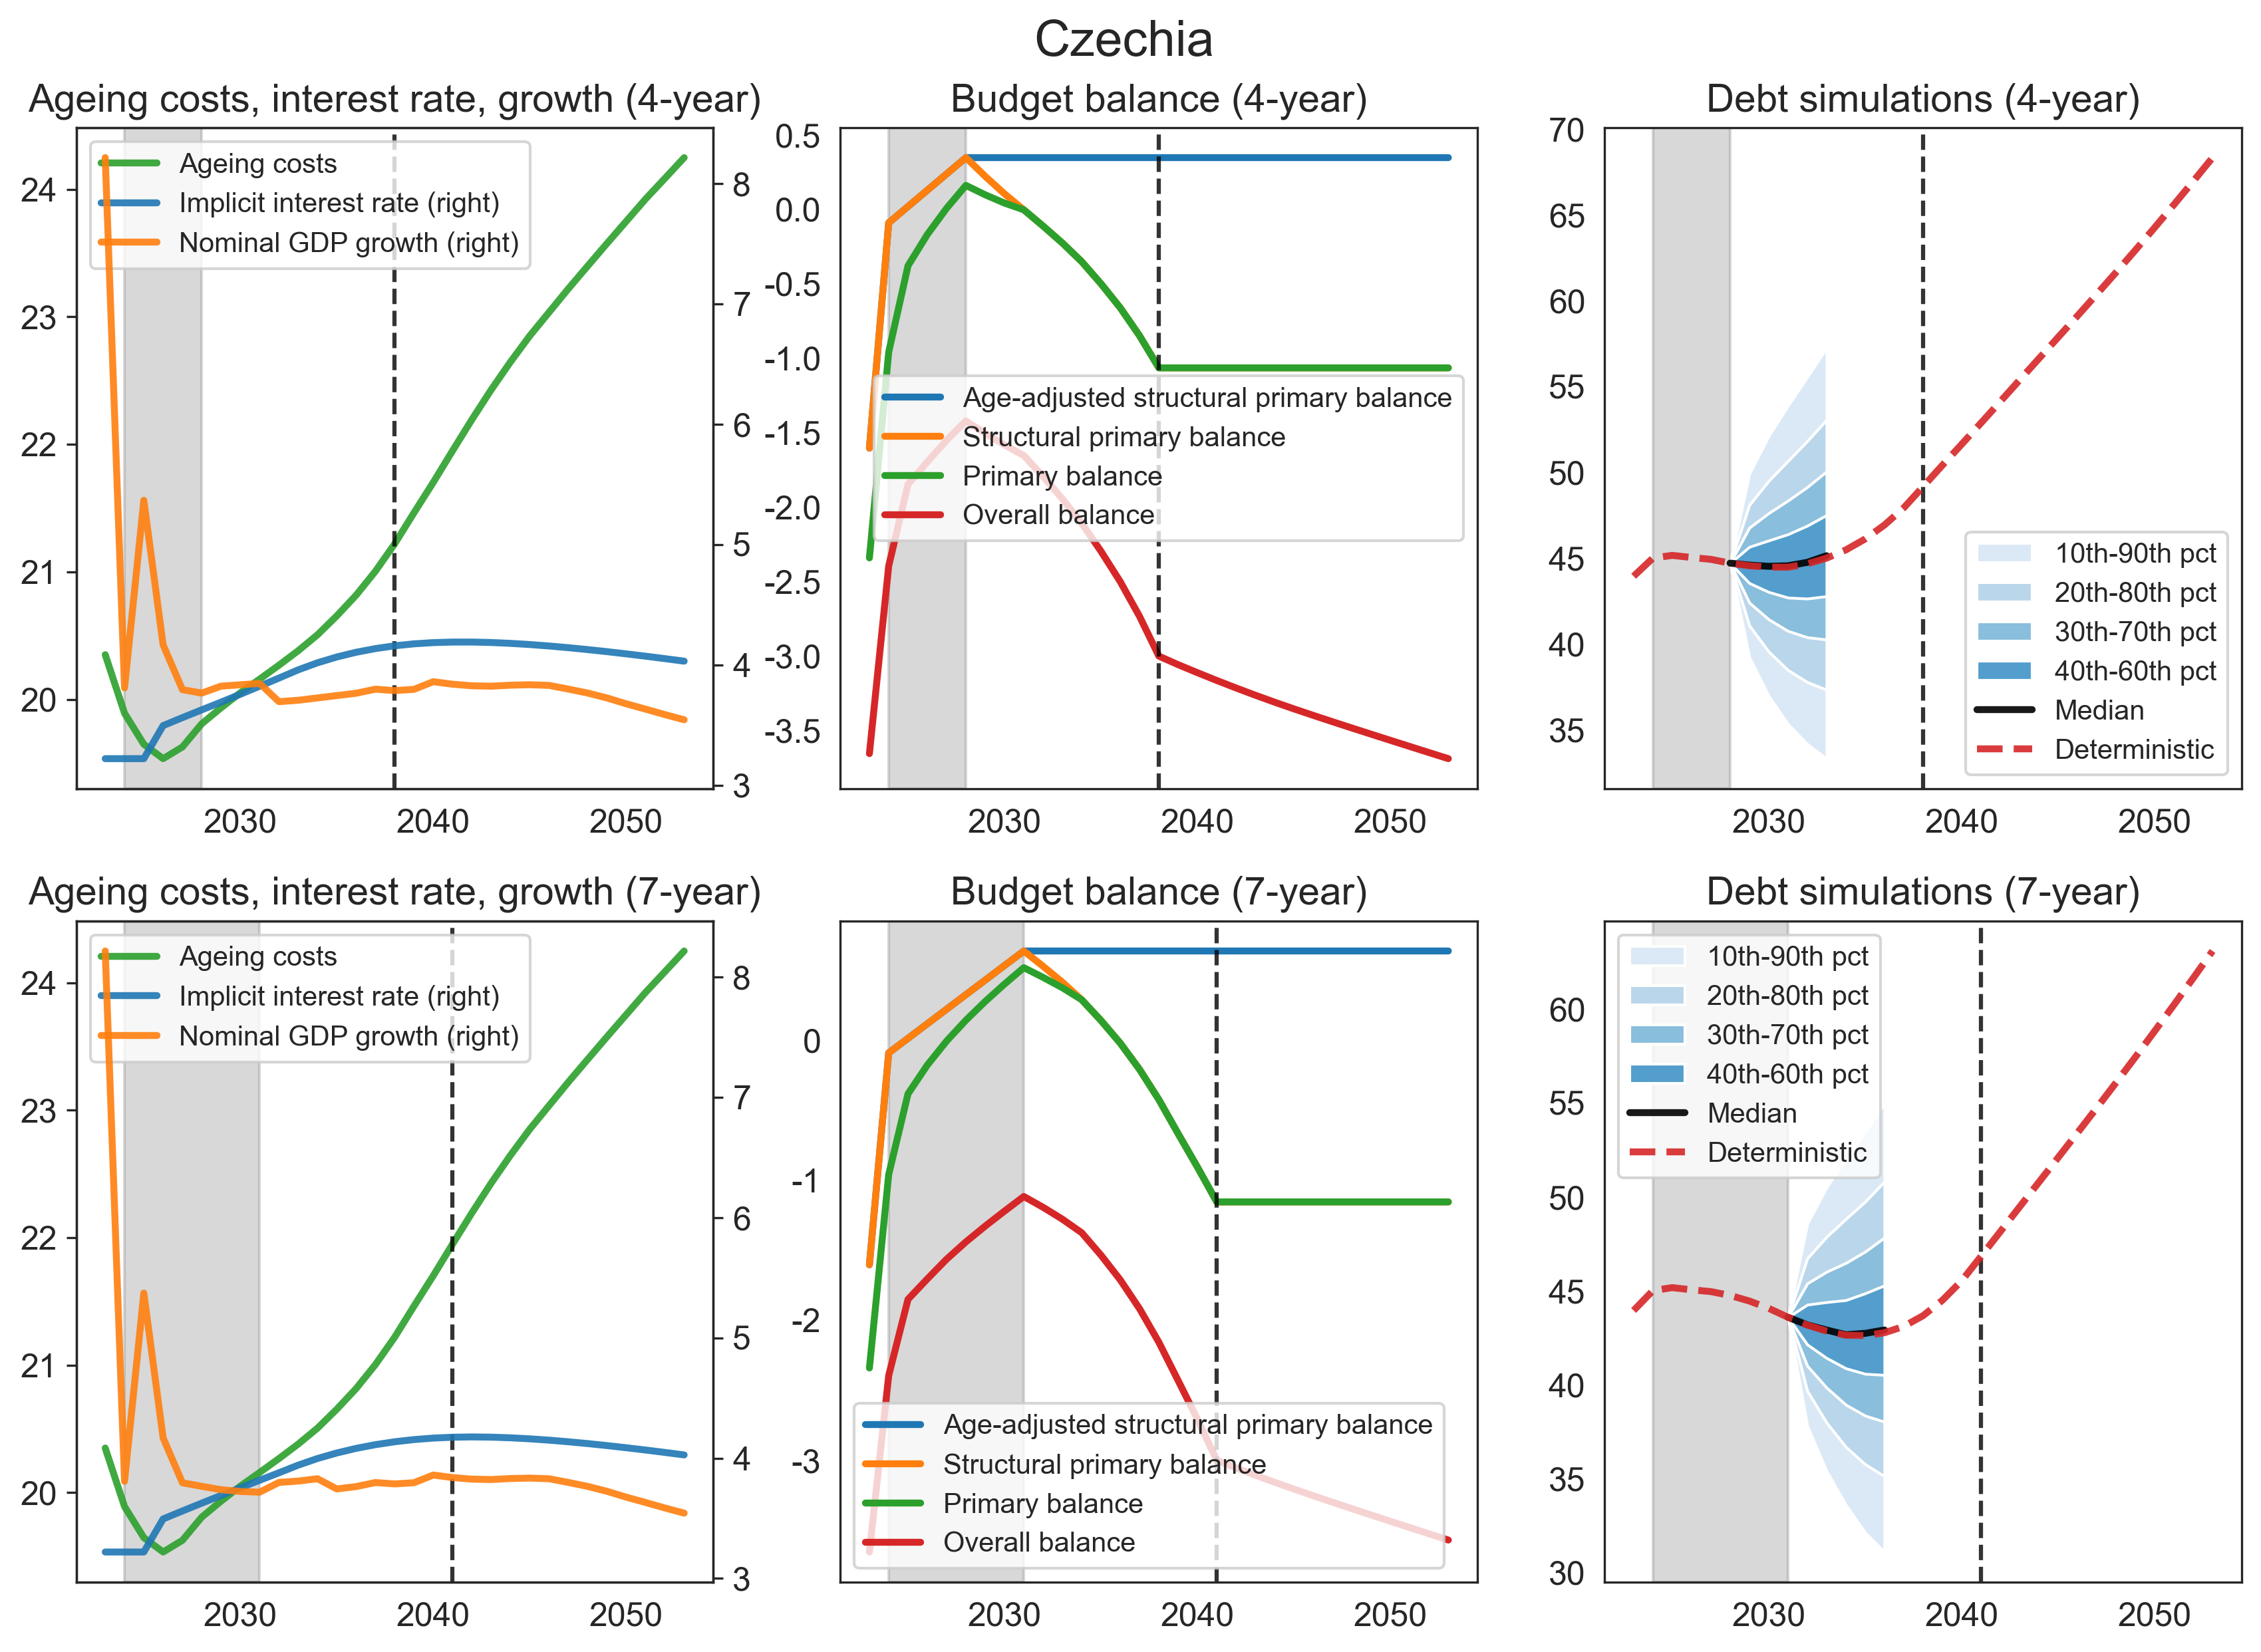 Czechia
Ageing costs, interest rate, growth (4-year)
24
23
22
21
20
8
7
6
5
4
3
2030
2040
2050
Ageing costs
Implicit interest rate (right)
Nominal GDP growth (right)
Budget balance (4-year)
0.5
0.0
-0.5
-1.0
-1.5
-2.0
-2.5
-3.0
-3.5
2030
2040
2050
Age-adjusted structural primary balance
Structural primary balance
Primary balance
Overall balance
Debt simulations (4-year)
70
65
60
55
50
45
40
35
2030
2040
2050
10th-90th pct
20th-80th pct
30th-70th pct
40th-60th pct
Median
Deterministic
Ageing costs, interest rate, growth (7-year)
24
23
22
21
20
8
7
6
5
4
3
2030
2040
2050
Ageing costs
Implicit interest rate (right)
Nominal GDP growth (right)
Budget balance (7-year)
0
-1
-2
-3
2030
2040
2050
Age-adjusted structural primary balance
Structural primary balance
Primary balance
Overall balance
Debt simulations (7-year)
60
55
50
45
40
35
30
2030
2040
2050
10th-90th pct
20th-80th pct
30th-70th pct
40th-60th pct
Median
Deterministic